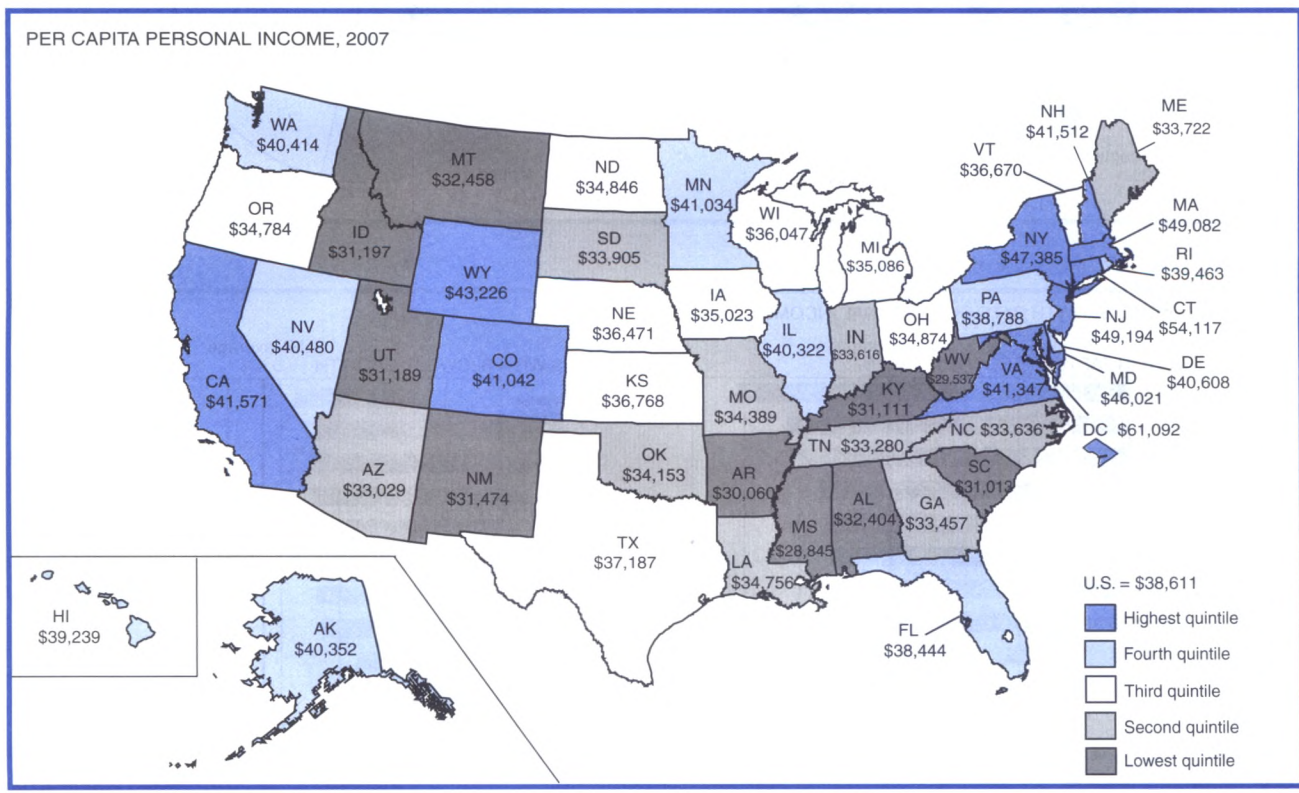 PER CAPITA PERSONAL INCOME, 2007
WA
$40,414
OR
$34,784
CA
$41,571
NV
$40,480
ID
$31,197
MT
$32,458
WY
$43,226
UT
$31,189
CO
$41,042
AZ
$33,029
NM
$31,474
ND
$34,846
SD
$33,905
NE
$36,471
KS
$36,768
OK
$34,153
TX
$37,187
MN
$41,034
IA
$35,023
MO
$34,389
AR
$30,060
LA
$34,756
WI
$36,047
IL
$40,322
MI
$35,086
IN
$33,616
OH
$34,874
KY
$31,111
TN $33,280
MS
$28,845
AL
$32,404
GA
$33,457
FL
$38,444
SC
$31,013
NC $33,636
WV
$29,537
VA
$41,347
PA
$38,788
NY
$47,385
VT
$36,670
NH
$41,512
ME
$33,722
MA
$49,082
RI
$39,463
CT
$54,117
NJ
$49,194
DE
$40,608
MD
$46,021
DC $61,092
HI
$39,239
AK
$40,352
U.S. = $38,611
Highest quintile
Fourth quintile
Third quintile
Second quintile
Lowest quintile